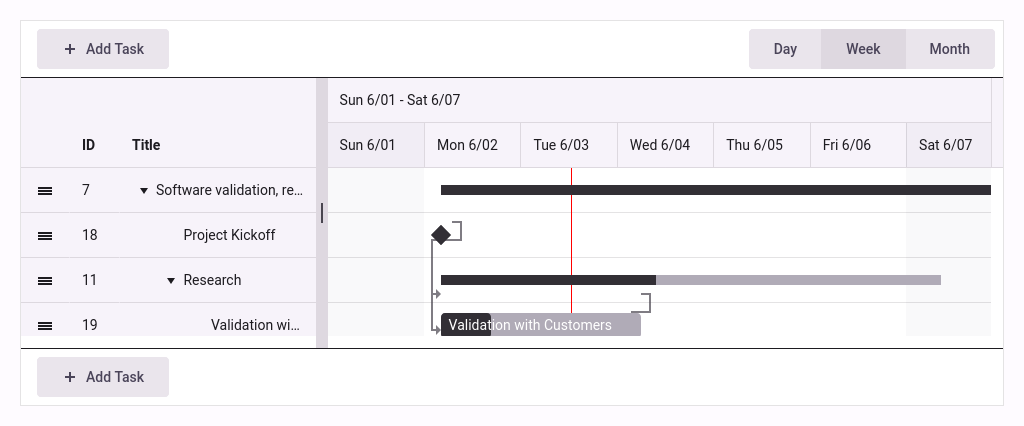 Add Task
Day Week Month
Sun 6/01 - Sat 6/07
ID Title
Sun 6/01 Mon 6/02 Tue 6/03 Wed 6/04 Thu 6/05 Fri 6/06 Sat 6/07
7 Software validation, re…
18 Project Kickoff
11 Research
19 Validation wi… Validation with Customers
Add Task